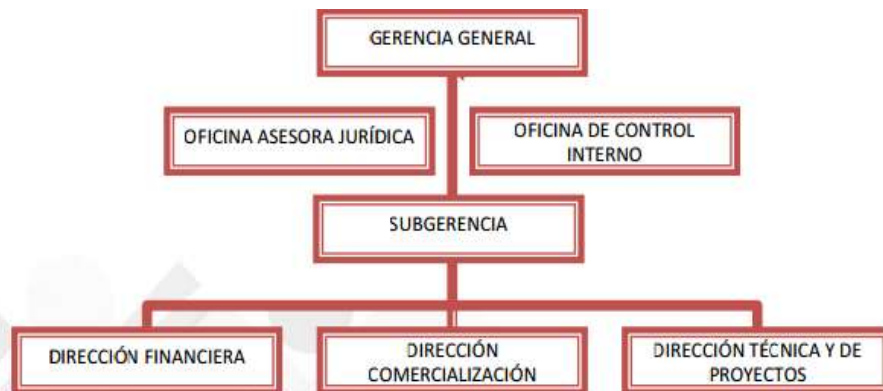 GERENCIA GENERAL
OFICINA ASESORA JURÍDICA
OFICINA DE CONTROL
INTERNO
SUBGERENCIA
DIRECCIÓN FINANCIERA
DIRECCIÓN
COMERCIALIZACIÓN
DIRECCIÓN TÉCNICA Y DE
PROYECTOS